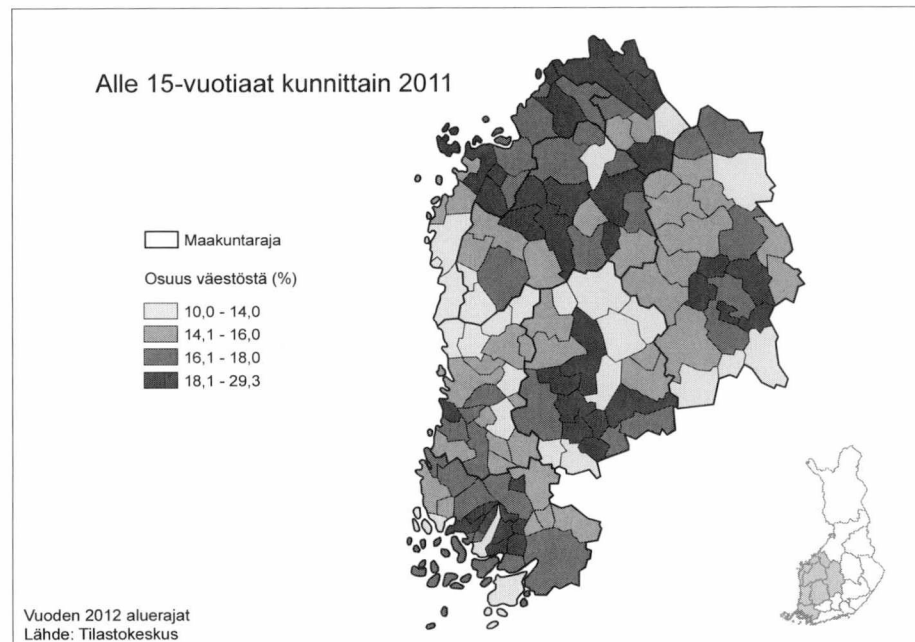 Alle 15-vuotiaat kunnittain 2011
Maakuntaraja
Osuus väestöstä (%)
10,0 - 14,0
14,1 - 16,0
16,1 - 18,0
18,1 - 29,3
Vuoden 2012 aluerajat
Lähde: Tilastokeskus